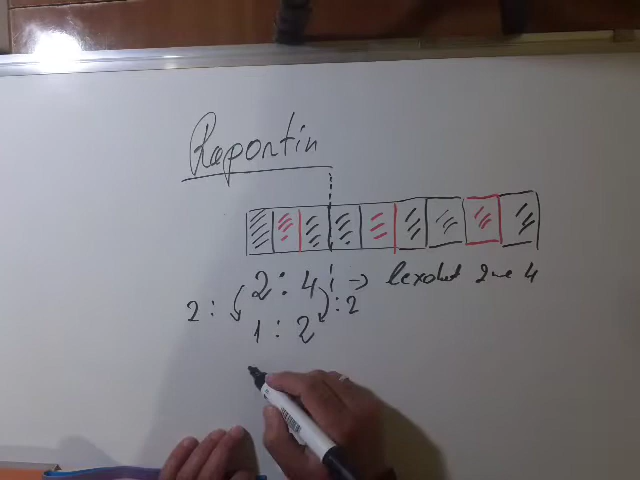 Raportin
2 : 4 → lexohet 2 me 4
2 : : 2
1 : 2